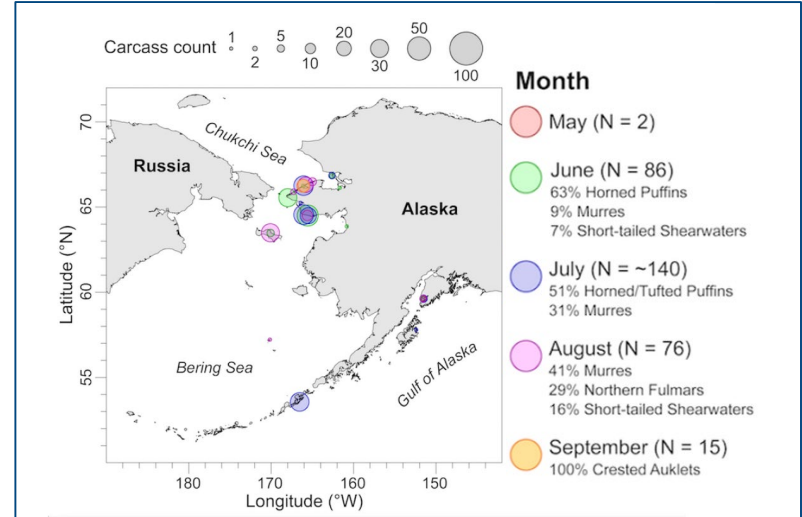 Carcass count 1 2 5 10 20 30 50 100
Month
May (N = 2)
June (N = 86)
63% Horned Puffins
9% Murres
7% Short-tailed Shearwaters
July (N = ~140)
51% Horned/Tufted Puffins
31% Murres
August (N = 76)
41% Murres
29% Northern Fulmars
16% Short-tailed Shearwaters
September (N = 15)
100% Crested Auklets
Chukchi Sea
Russia
Alaska
Bering Sea
Gulf of Alaska
Latitude (°N)
70
65
60
55
180 170 160 150
Longitude (°W)